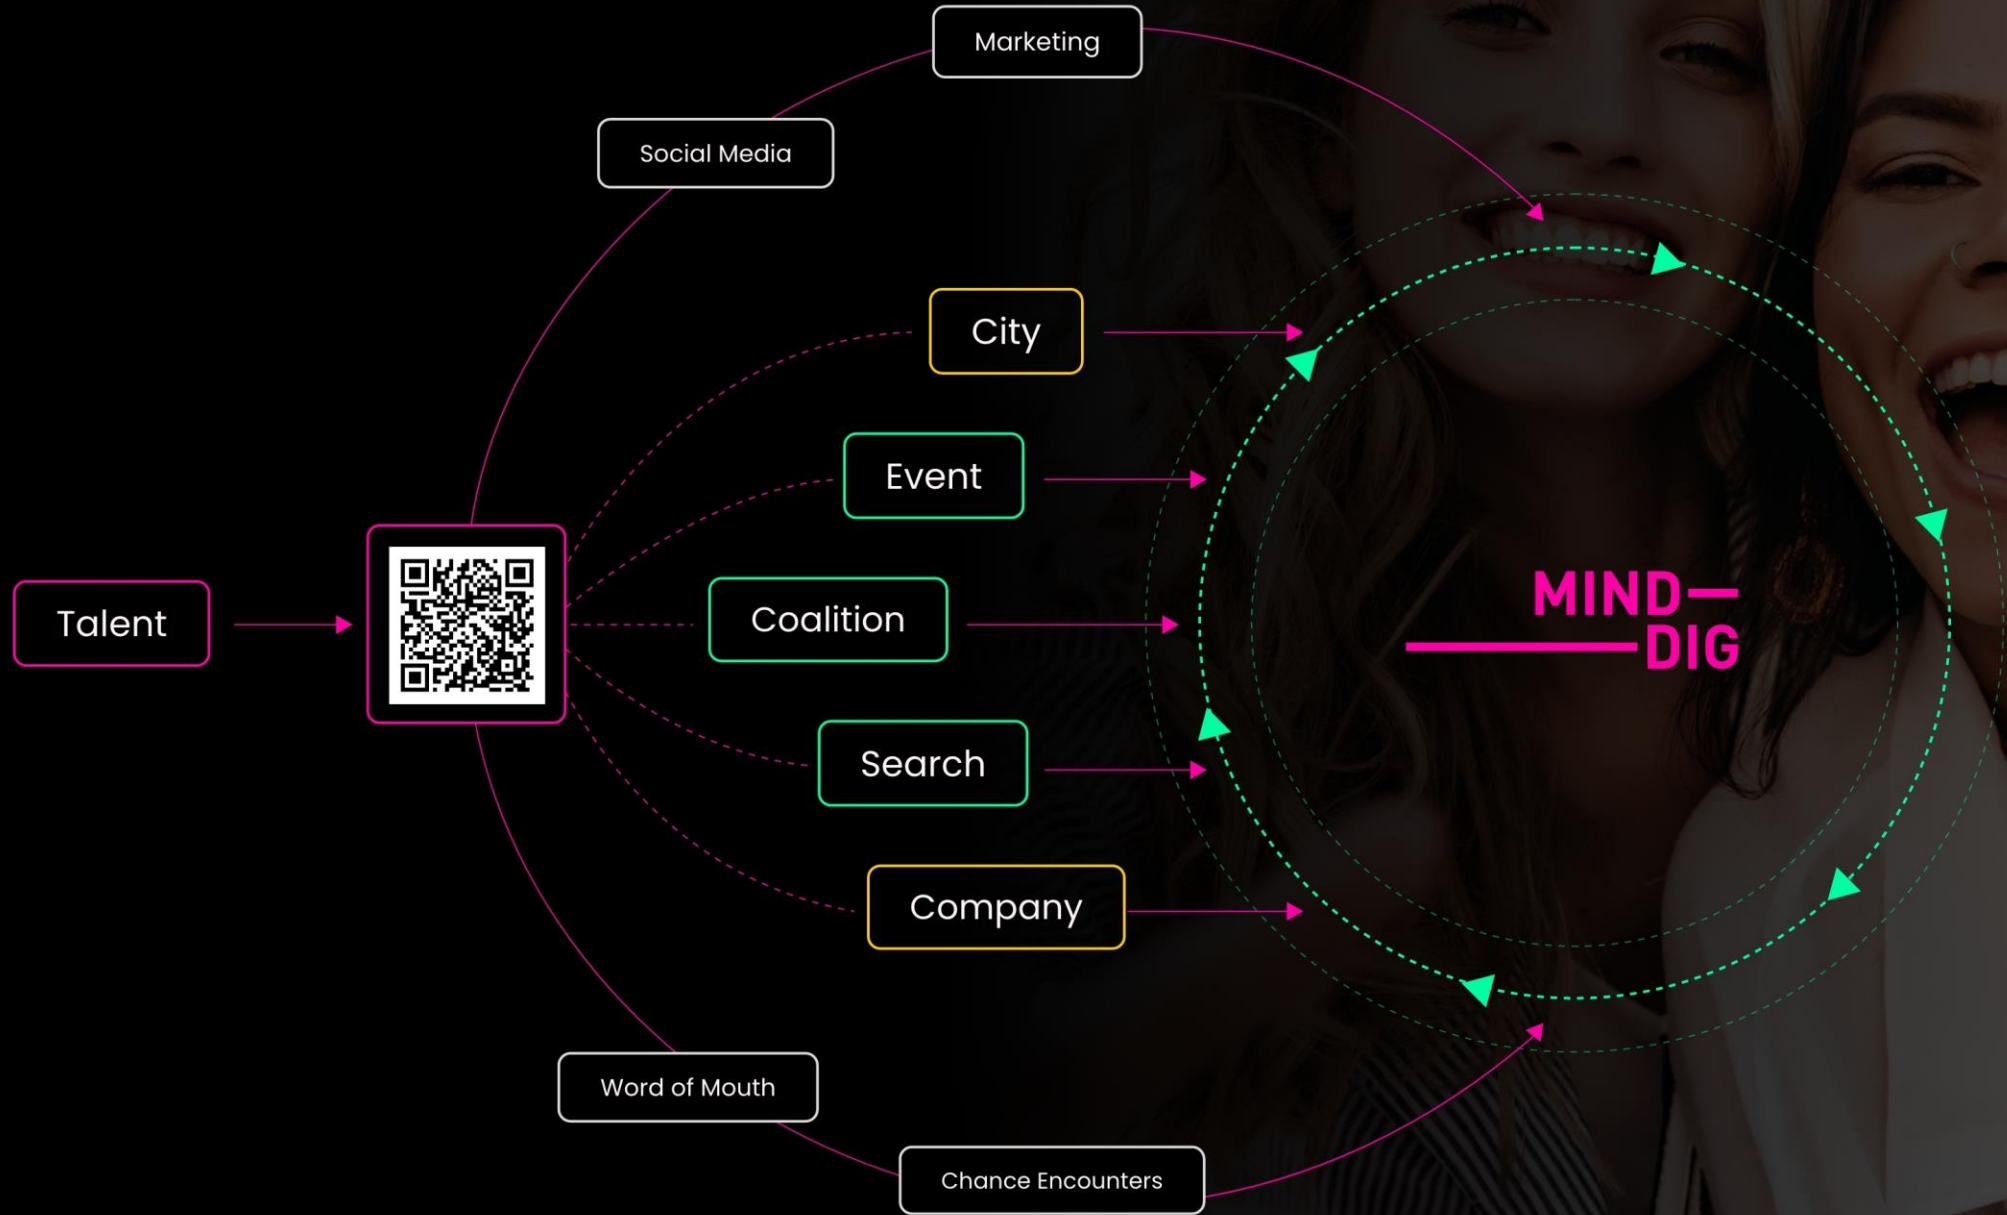 Marketing
Social Media
City
Event
Talent
Coalition
MIND
DIG
Search
Company
Word of Mouth
Chance Encounters